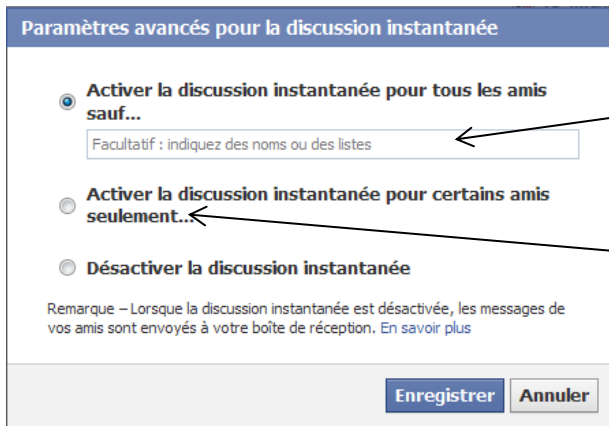 Paramètres avancés pour la discussion instantanée
Activer la discussion instantanée pour tous les amis
sauf...
Facultatif : indiquez des noms ou des listes
Activer la discussion instantanée pour certains amis
seulement...
Désactiver la discussion instantanée
Remarque – Lorsque la discussion instantanée est désactivée, les messages de
vos amis sont envoyés à votre boîte de réception. En savoir plus
Enregistrer Annuler